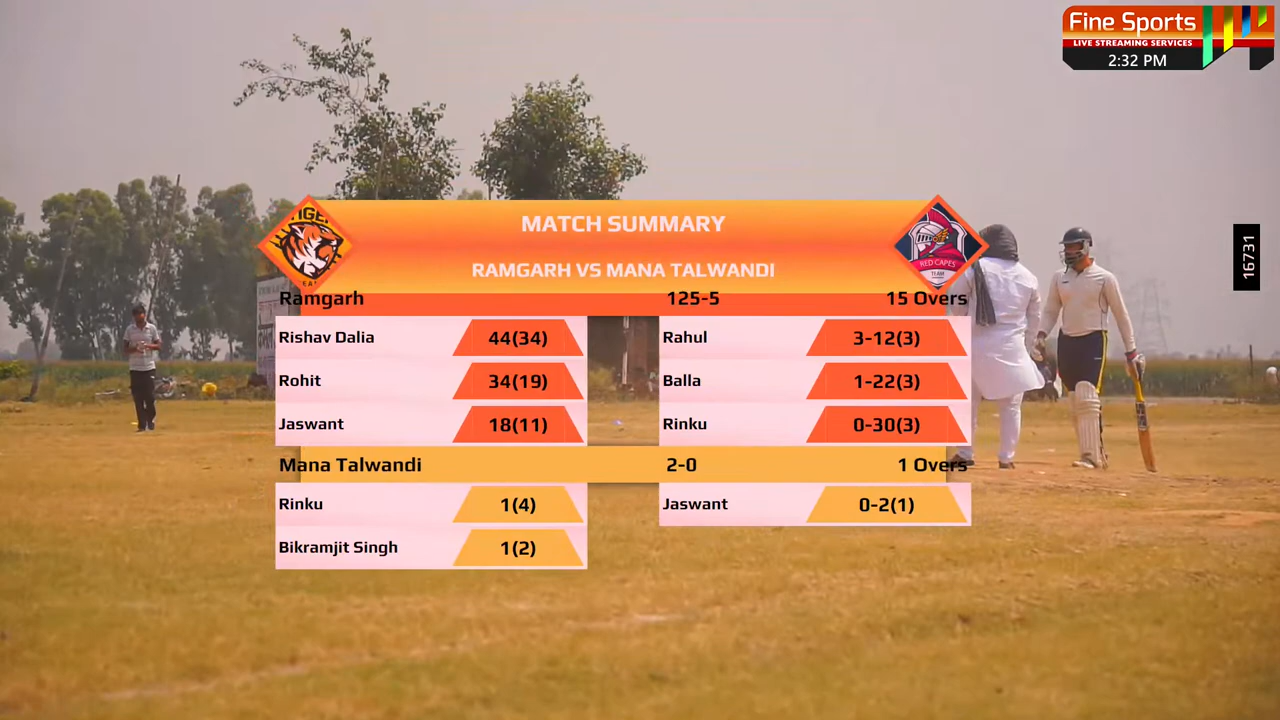 Fine Sports
LIVE STREAMING SERVICES
2:32 PM
TIGER
TEAM
MATCH SUMMARY
RAMGARH VS MANA TALWANDI
RED CAPES
TEAM
16731
Ramgarh 125-5 15 Overs
Rishav Dalia 44(34) Rahul 3-12(3)
Rohit 34(19) Balla 1-22(3)
Jaswant 18(11) Rinku 0-30(3)
Mana Talwandi 2-0 1 Overs
Rinku 1(4) Jaswant 0-2(1)
Bikramjit Singh 1(2)